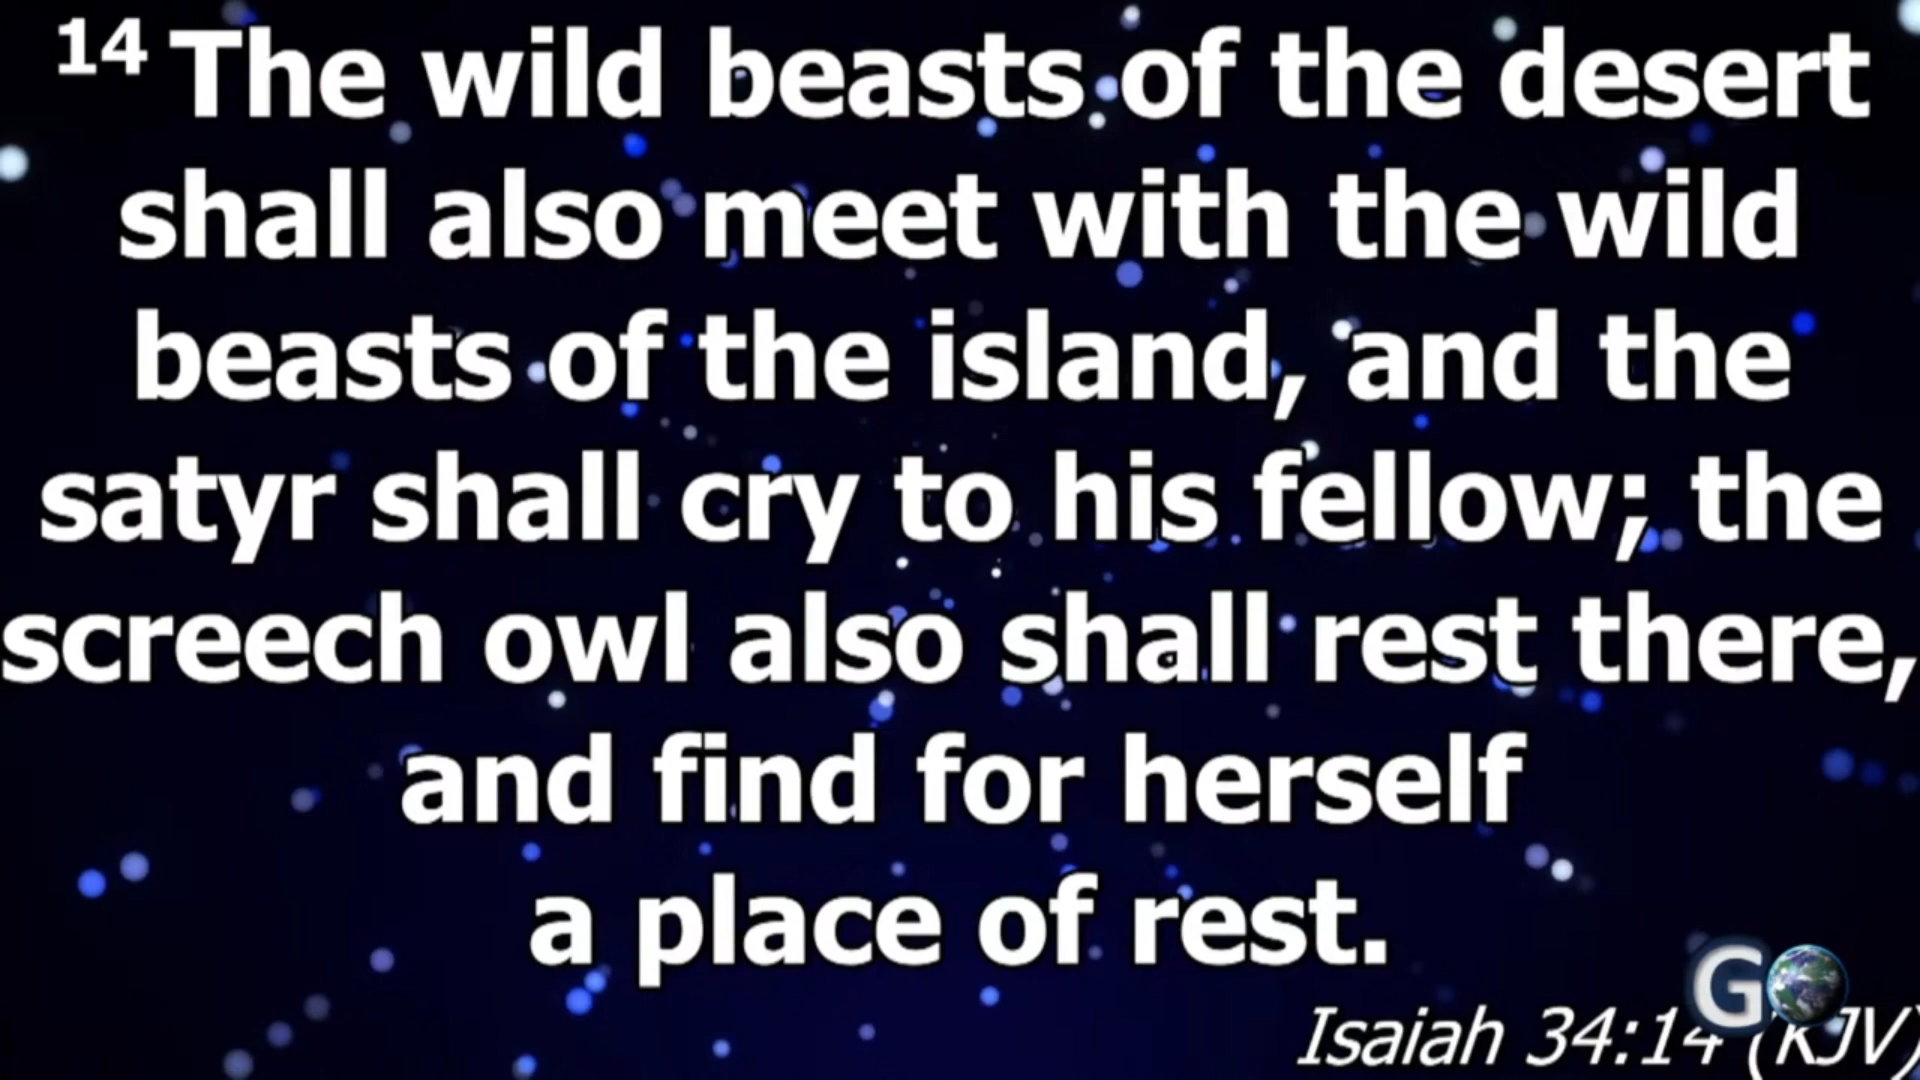 14 The wild beasts of the desert
shall also meet with the wild
beasts of the island, and the
satyr shall cry to his fellow; the
screech owl also shall rest there,
and find for herself
a place of rest.
GO
Isaiah 34:14 (KJV)